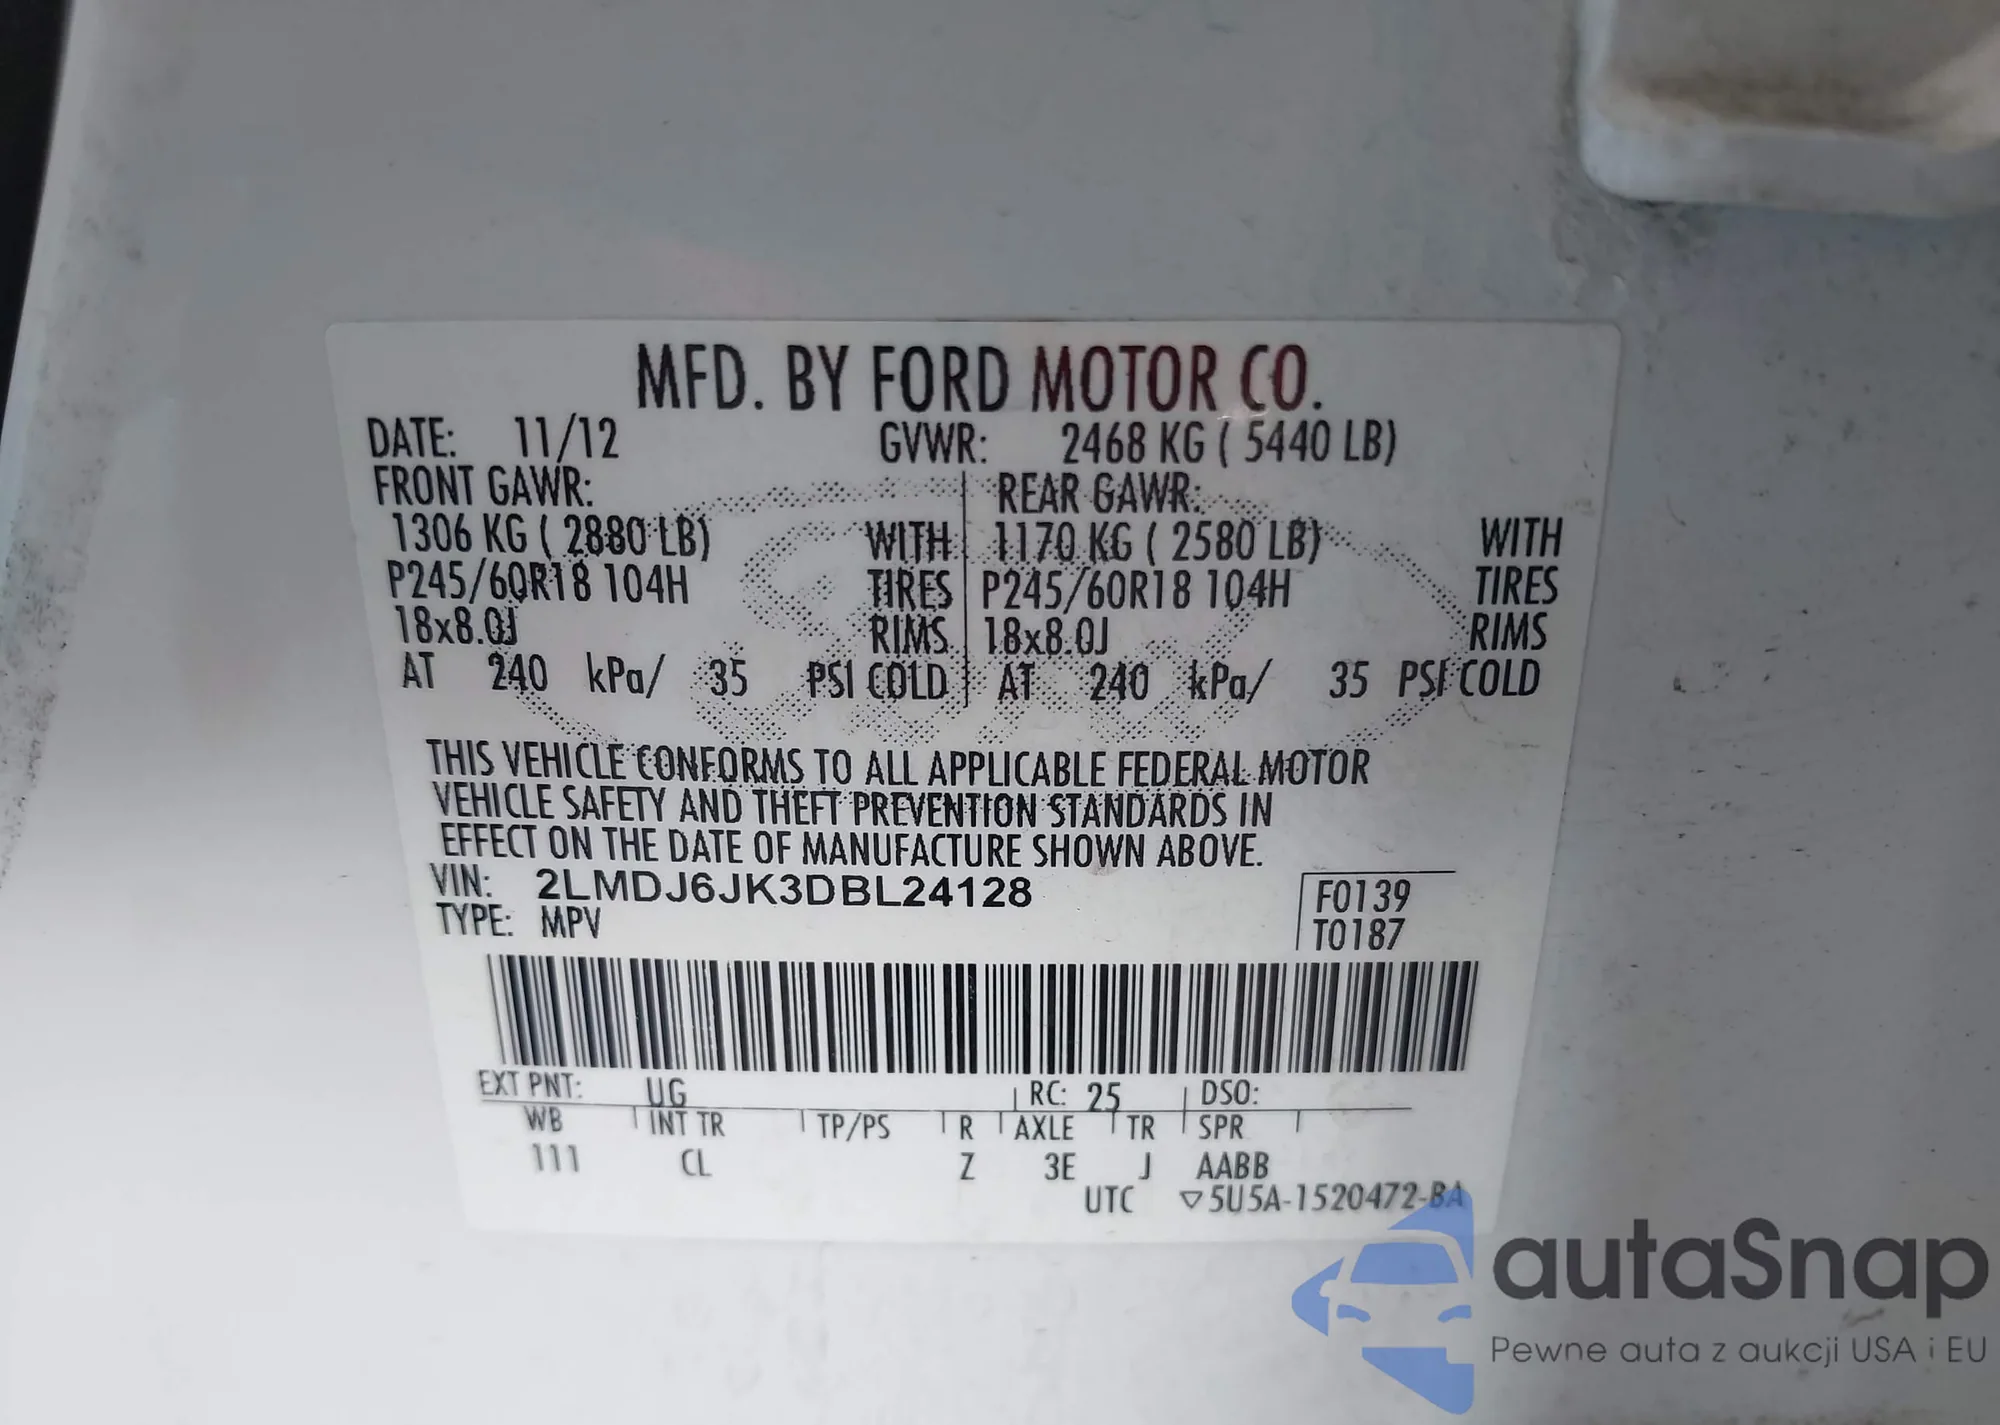 MFD. BY FORD MOTOR CO.
DATE: 11/12 GVWR: 2468 KG ( 5440 LB)
FRONT GAWR: REAR GAWR:
1306 KG ( 2880 LB) WITH 1170 KG ( 2580 LB) WITH
P245/60R18 104H TIRES P245/60R18 104H TIRES
18x8.0J RIMS 18x8.0J RIMS
AT 240 kPa/ 35 PSI COLD AT 240 kPa/ 35 PSI COLD
THIS VEHICLE CONFORMS TO ALL APPLICABLE FEDERAL MOTOR
VEHICLE SAFETY AND THEFT PREVENTION STANDARDS IN
EFFECT ON THE DATE OF MANUFACTURE SHOWN ABOVE.
VIN: 2LMDJ6JK3DBL24128 F0139
TYPE: MPV T0187
EXT PNT: UG RC: 25 DSO:
WB INT TR TP/PS R AXLE TR SPR
111 CL Z 3E J AABB
UTC ▽5U5A-1520472-BA
autaSnap
Pewne auta z aukcji USA i EU